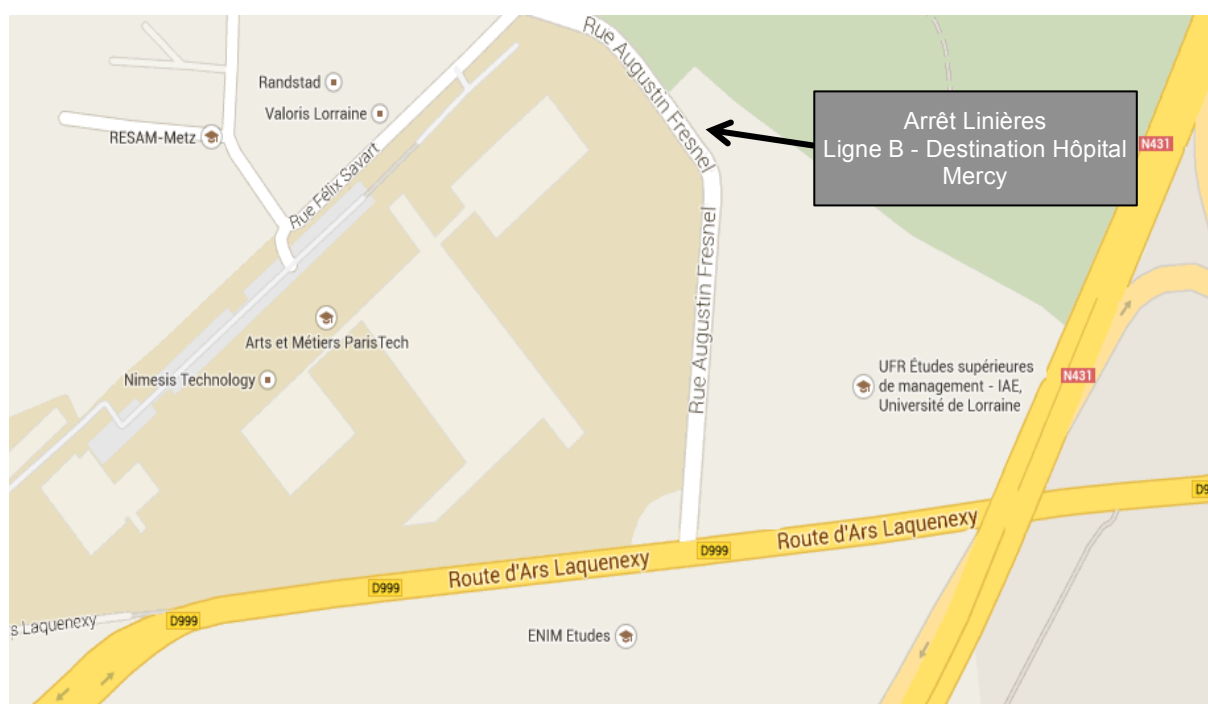 Rue Augustin Fresnel
Randstad
Valoris Lorraine
RESAM-Metz
Rue Félix Savart
Arrêt Linières
Ligne B - Destination Hôpital
Mercy
N431
Rue Augustin Fresnel
Arts et Métiers ParisTech
Nimesis Technology
UFR Études supérieures
de management - IAE,
Université de Lorraine
N431
D9
Route d'Ars Laquenexy
D999
Route d'Ars Laquenexy
D999
D999
s Laquenexy
ENIM Etudes